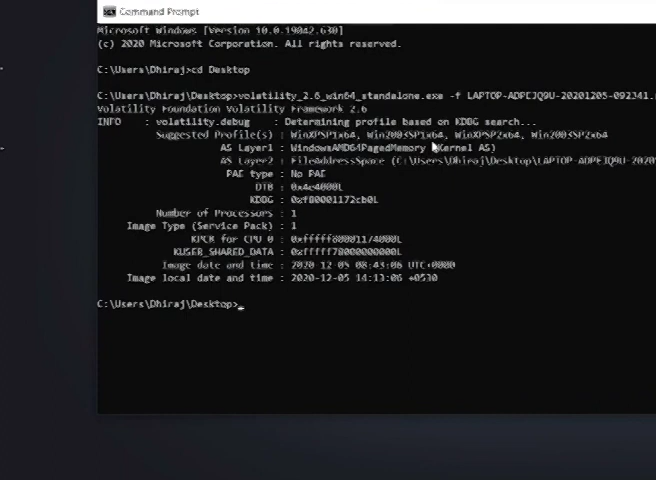 Command Prompt
Microsoft Windows [Version 10.0.19042.630]
(c) 2020 Microsoft Corporation. All rights reserved.
C:\Users\Dhiraj>cd Desktop
C:\Users\Dhiraj\Desktop>volatility_2.6_win64_standalone.exe -f LAPTOP-ADPEJQ9U-20201205-092341.
Volatility Foundation Volatility Framework 2.6
INFO : volatility.debug : Determining profile based on KDBG search...
Suggested Profile(s) : WinXPSP1x64, Win2003SP1x64, WinXPSP2x64, Win2003SP2x64
AS Layer1 : WindowsAMD64PagedMemory (Kernel AS)
AS Layer2 : FileAddressSpace (C:\Users\Dhiraj\Desktop\LAPTOP-ADPEJQ9U-2020
PAE type : No PAE
DTB : 0x4e4000L
KDBG : 0xf80001172cb0L
Number of Processors : 1
Image Type (Service Pack) : 1
KPCR for CPU 0 : 0xfffff80001174000L
KUSER_SHARED_DATA : 0xfffff78000000000L
Image date and time : 2020-12-05 08:43:06 UTC+0000
Image local date and time : 2020-12-05 14:13:06 +0530
C:\Users\Dhiraj\Desktop>_